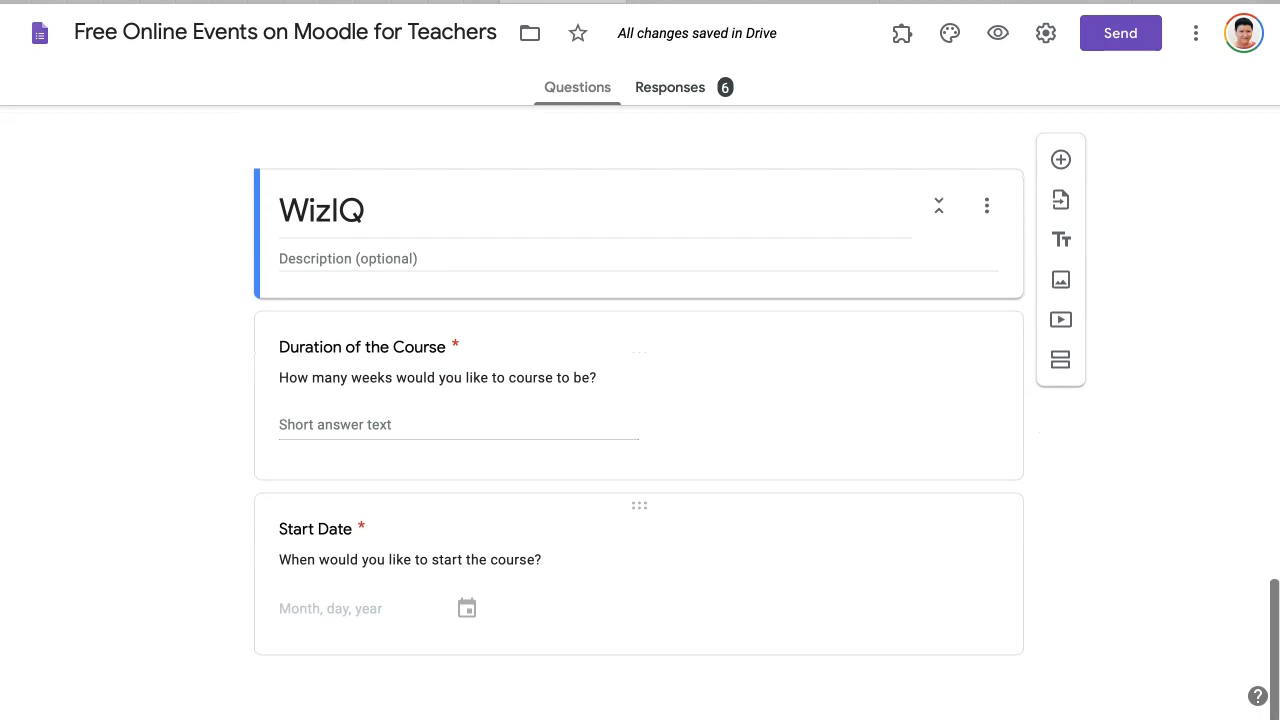 Free Online Events on Moodle for Teachers
All changes saved in Drive
Send
Questions
Responses 6
WizIQ
Description (optional)
Duration of the Course *
How many weeks would you like to course to be?
Short answer text
Start Date *
When would you like to start the course?
Month, day, year